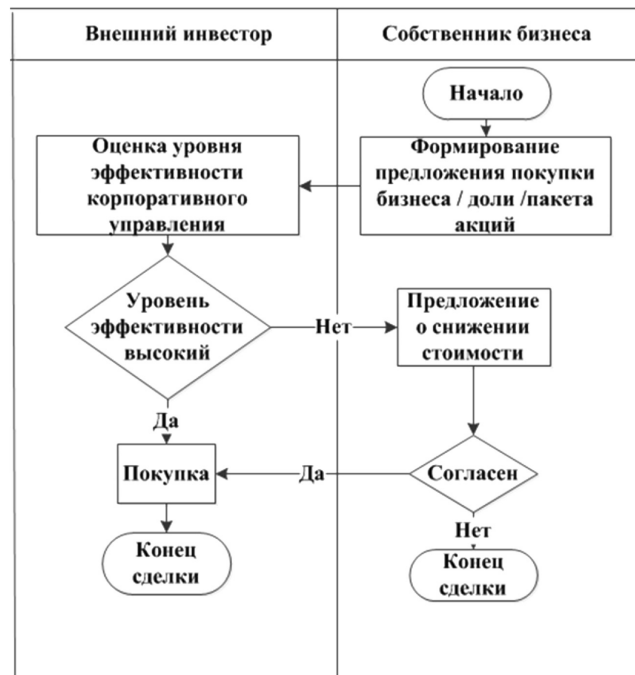 Внешний инвестор
Собственник бизнеса
Начало
Формирование
предложения покупки
бизнеса / доли /пакета
акций
Оценка уровня
эффективности
корпоративного
управления
Уровень
эффективности
высокий
Нет
Предложение
о снижении
стоимости
Да
Покупка
Да
Согласен
Конец
сделки
Нет
Конец
сделки